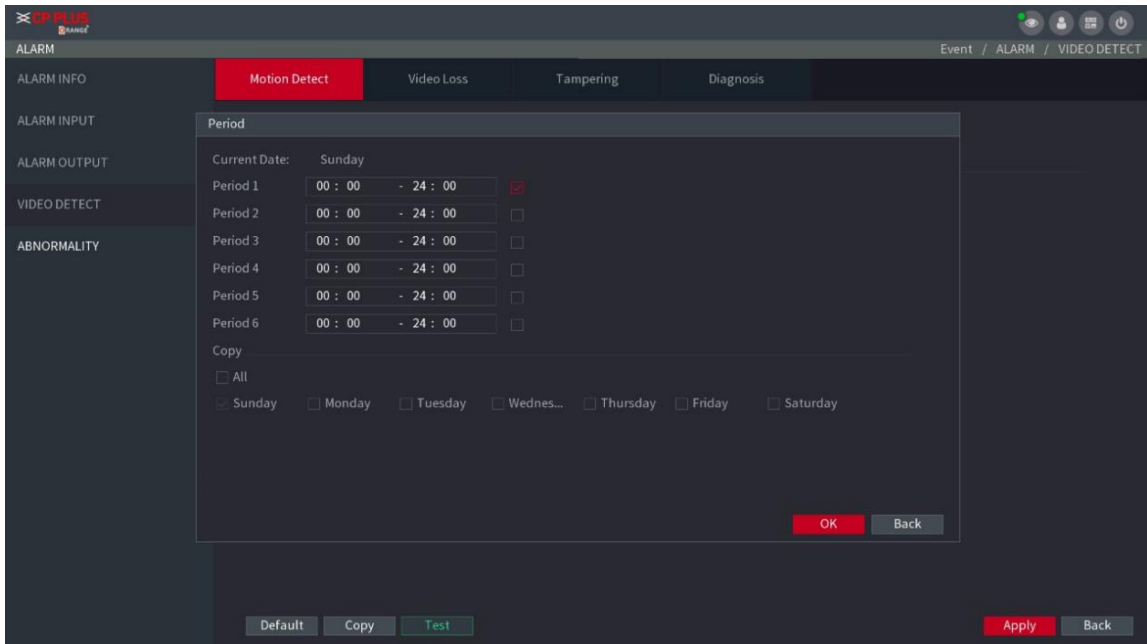 CP PLUS
ORANGE
ALARM
Event / ALARM / VIDEO DETECT
ALARM INFO
Motion Detect Video Loss Tampering Diagnosis
ALARM INPUT
Period
ALARM OUTPUT
Current Date: Sunday
Period 1 00 : 00 - 24 : 00
VIDEO DETECT
Period 2 00 : 00 - 24 : 00
Period 3 00 : 00 - 24 : 00
ABNORMALITY
Period 4 00 : 00 - 24 : 00
Period 5 00 : 00 - 24 : 00
Period 6 00 : 00 - 24 : 00
Copy
All
Sunday Monday Tuesday Wednes... Thursday Friday Saturday
OK Back
Default Copy Test Apply Back